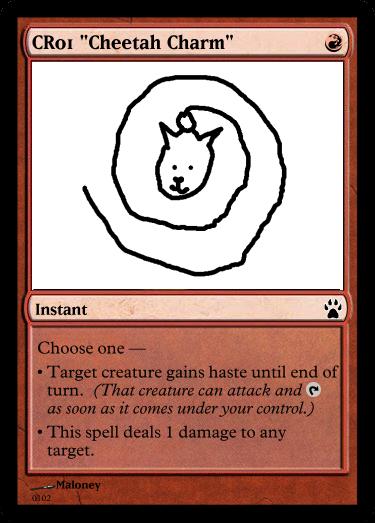 CR01 "Cheetah Charm"
Instant
Choose one —
• Target creature gains haste until end of
turn. (That creature can attack and
as soon as it comes under your control.)
• This spell deals 1 damage to any
target.
Maloney
0102